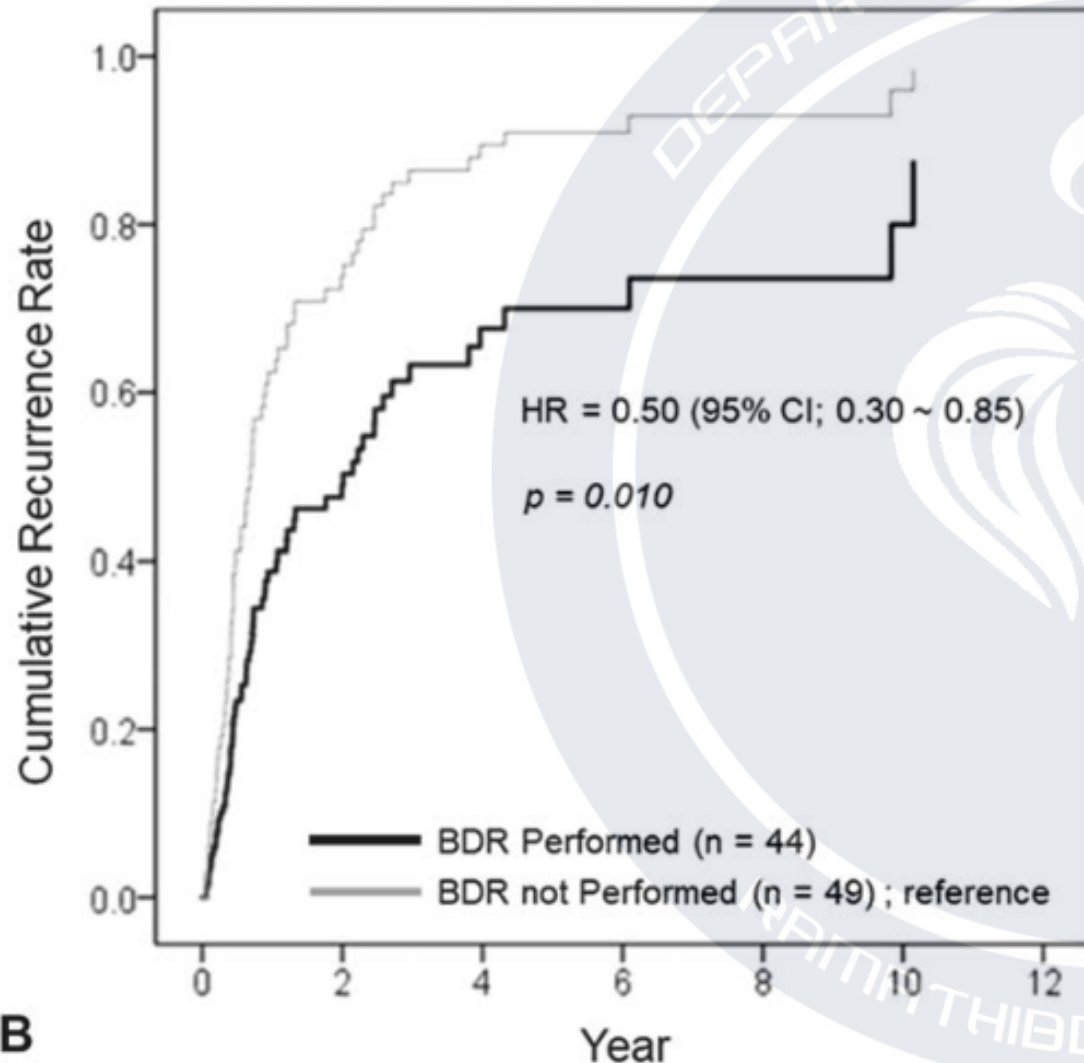 Cumulative Recurrence Rate
1.0
0.8
0.6
0.4
0.2
0.0
HR = 0.50 (95% CI; 0.30 ~ 0.85)
p = 0.010
BDR Performed (n = 44)
BDR not Performed (n = 49) ; reference
0 2 4 6 8 10 12
Year
B
DEPAR
RAMATHIBO